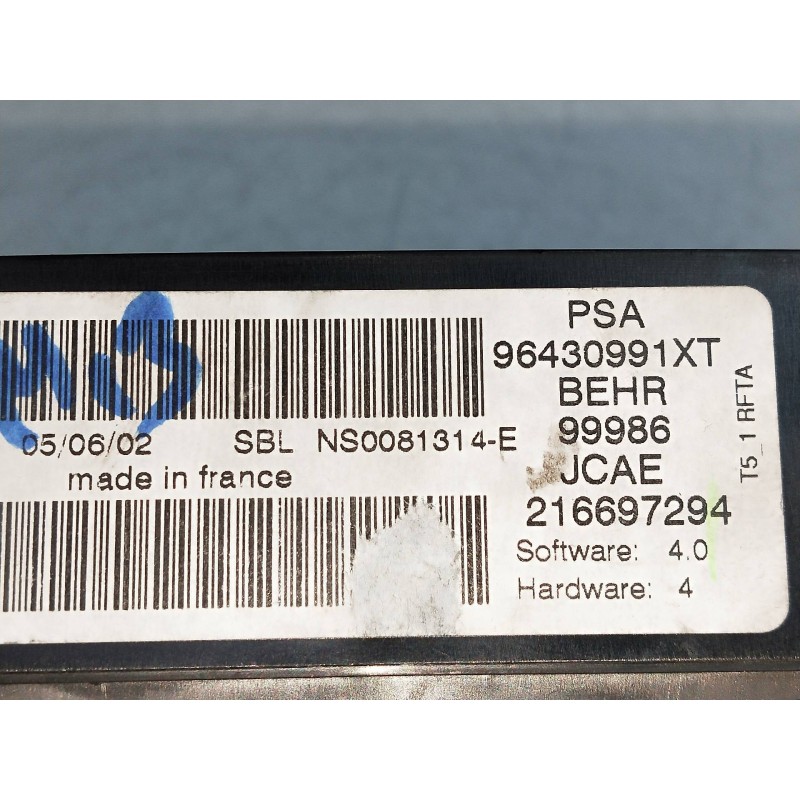 PSA
96430991XT
BEHR
99986
JCAE
216697294
Software: 4.0
Hardware: 4
T5_1 RFTA
05/06/02 SBL NS0081314-E
made in france